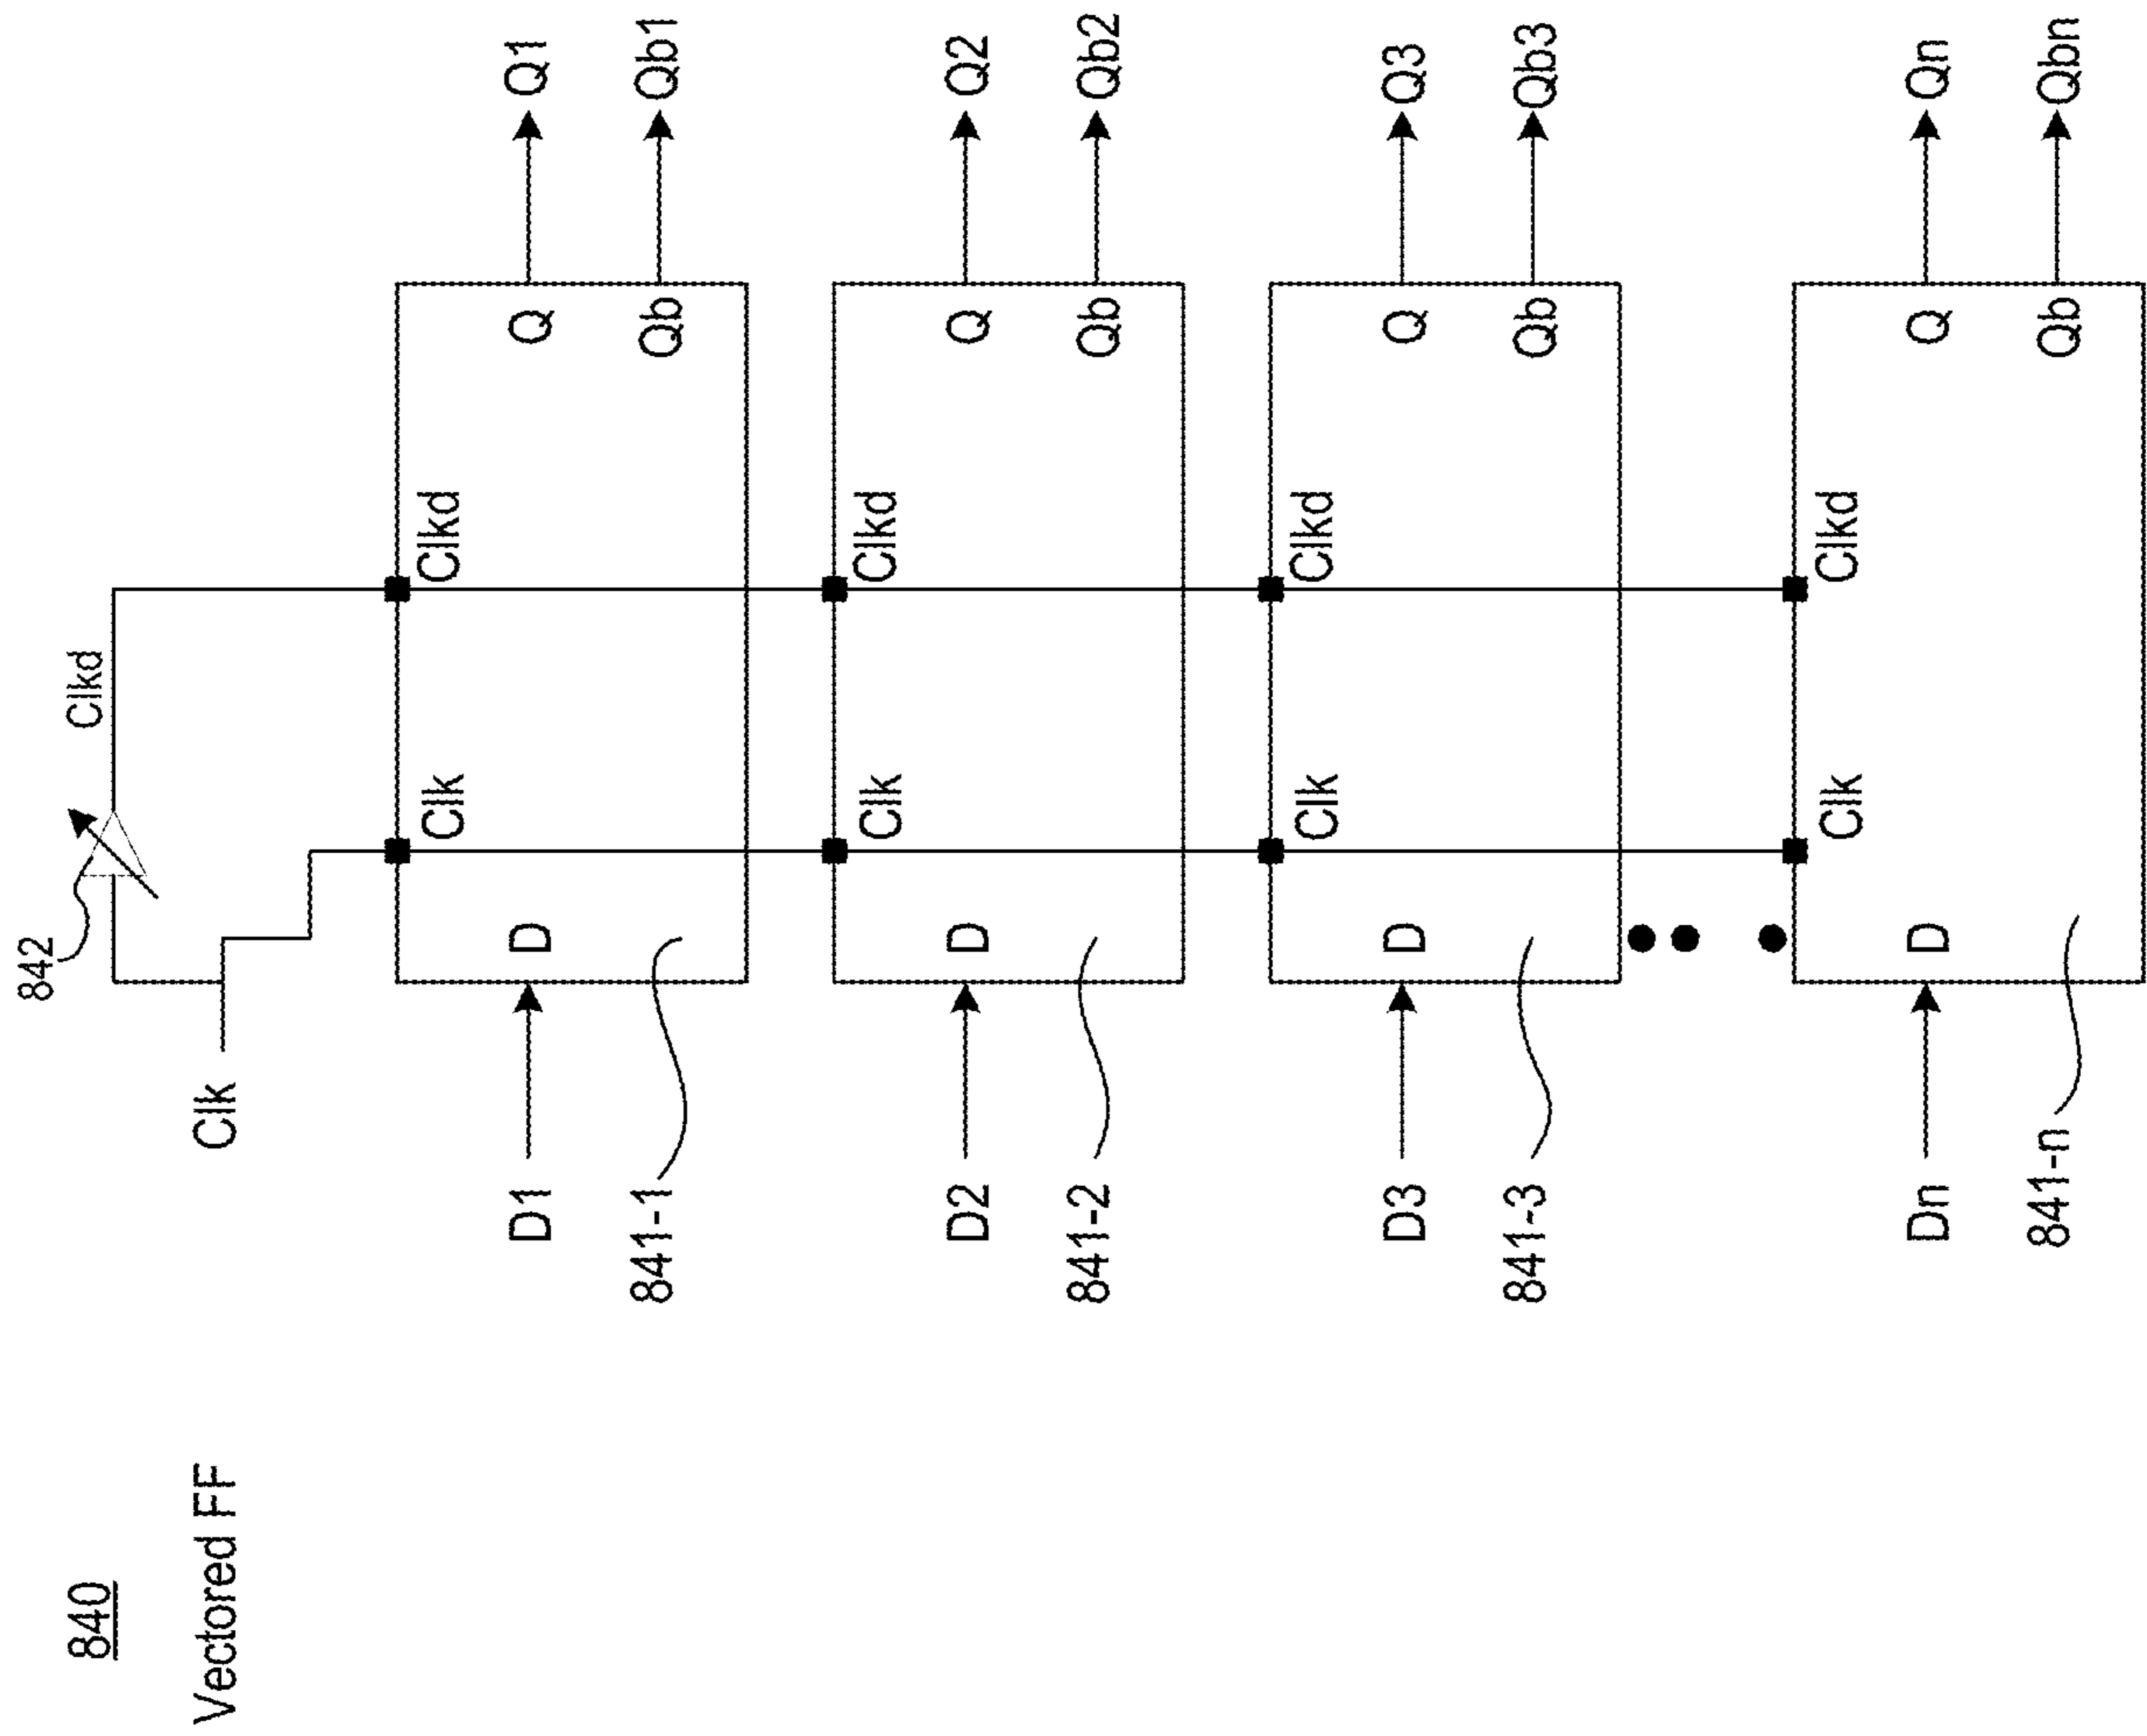 840
Vectored FF
842
Clkd
Clk
Clk
Clkd
D1
D
Q
Q1
841-1
Qb
Qb1
Clk
Clkd
D2
D
Q
Q2
841-2
Qb
Qb2
Clk
Clkd
D3
D
Q
Q3
841-3
Qb
Qb3
Clk
Clkd
Dn
D
Q
Qn
841-n
Qb
Qbn